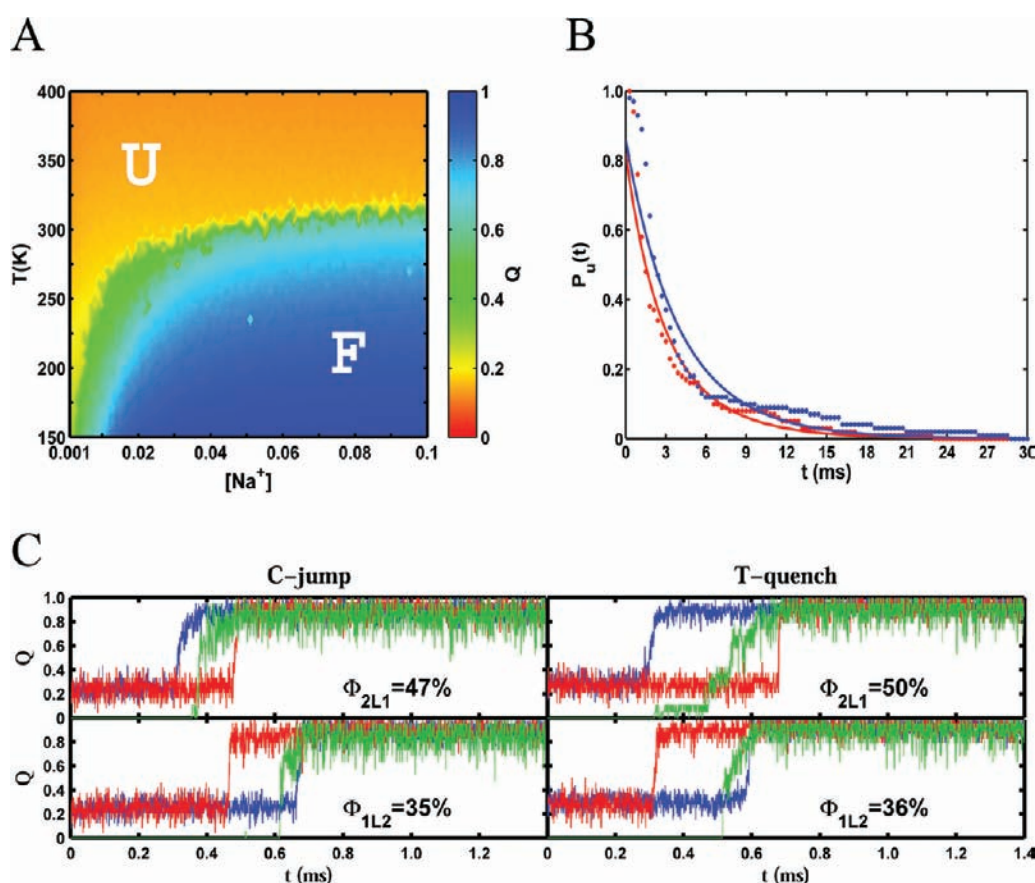 A
400
350
300
250
200
150
T(K)
U
F
0.001
0.02
0.04
0.06
0.08
0.1
[Na+]
1
0.8
0.6
0.4
0.2
0
Q
B
1.0
0.8
0.6
0.4
0.2
0
Pu(t)
0 3 6 9 12 15 18 21 24 27 30
t (ms)
C
C-jump
T-quench
1.0
0.8
0.6
0.4
0.2
0
Q
Φ2L1=47%
Φ2L1=50%
0.8
0.6
0.4
0.2
0
Q
Φ1L2=35%
Φ1L2=36%
0 0.2 0.4 0.6 0.8 1.0 1.2
0 0.2 0.4 0.6 0.8 1.0 1.2 1.4
t (ms)
t (ms)